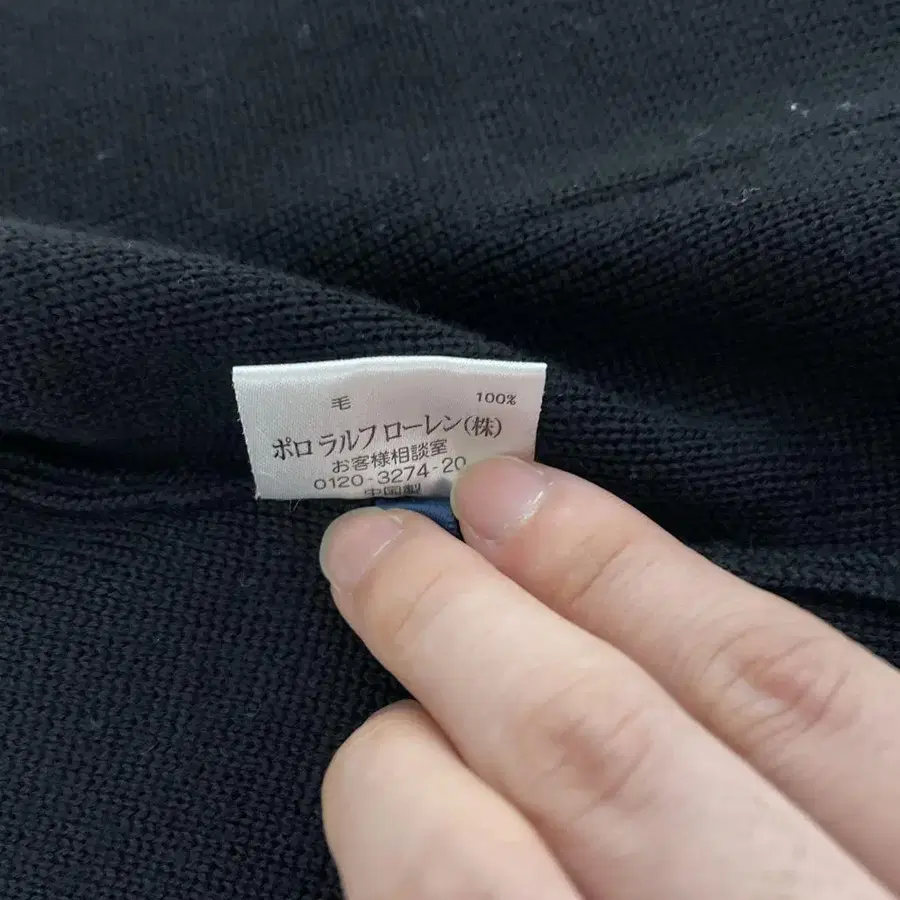 毛 100%
ポロ ラルフ ローレン(株)
お客様相談室
0120-3274-20
中国製